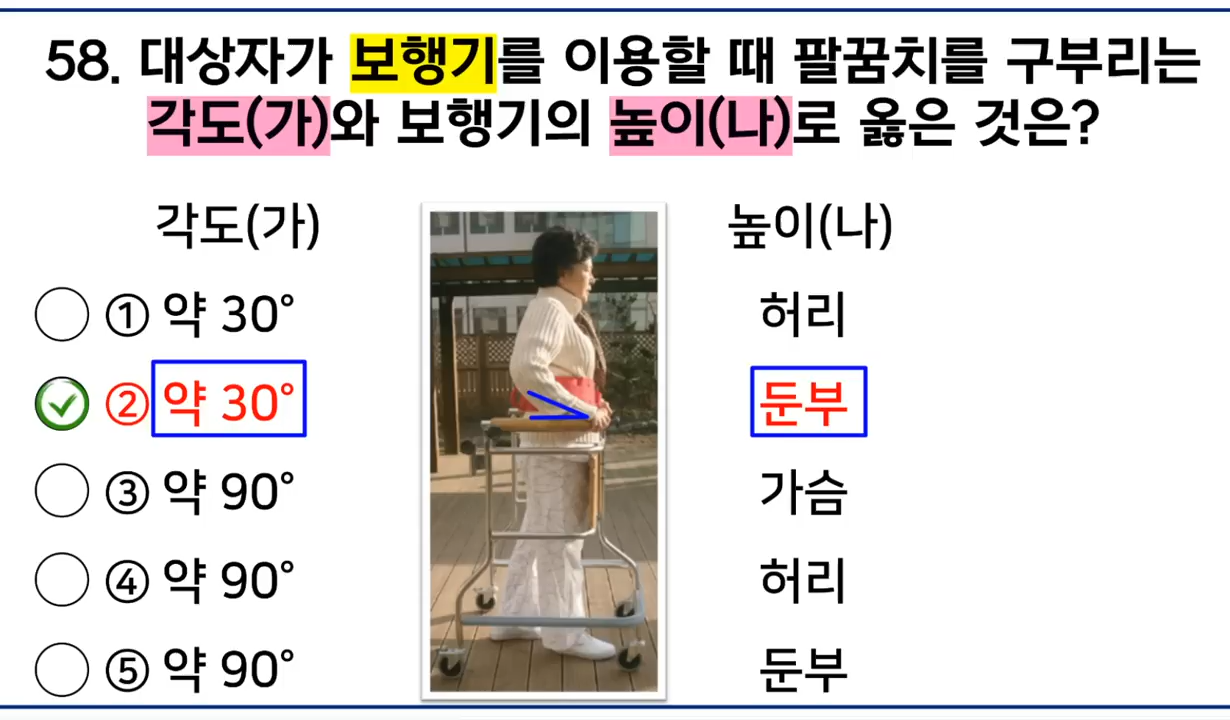 58. 대상자가 보행기를 이용할 때 팔꿈치를 구부리는
각도(가)와 보행기의 높이(나)로 옳은 것은?
각도(가) 높이(나)
① 약 30° 허리
② 약 30° 둔부
③ 약 90° 가슴
④ 약 90° 허리
⑤ 약 90° 둔부